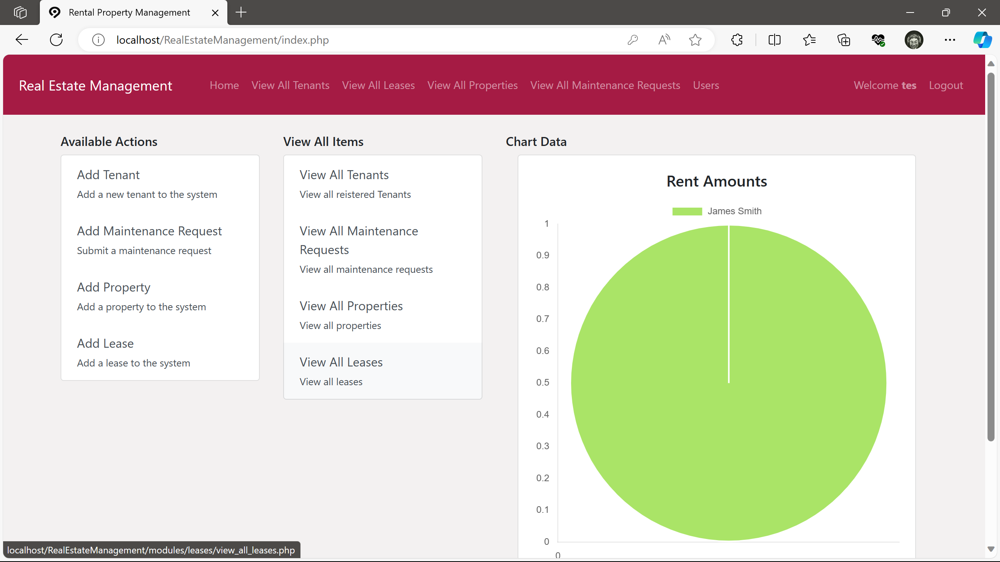 Rental Property Management
localhost/RealEstateManagement/index.php
Real Estate Management
Home
View All Tenants
View All Leases
View All Properties
View All Maintenance Requests
Users
Welcome tes
Logout
Available Actions
Add Tenant
Add a new tenant to the system
Add Maintenance Request
Submit a maintenance request
Add Property
Add a property to the system
Add Lease
Add a lease to the system
View All Items
View All Tenants
View all reistered Tenants
View All Maintenance
Requests
View all maintenance requests
View All Properties
View all properties
View All Leases
View all leases
Chart Data
Rent Amounts
James Smith
1
0.9
0.8
0.7
0.6
0.5
0.4
0.3
0.2
0.1
0
0
localhost/RealEstateManagement/modules/leases/view_all_leases.php